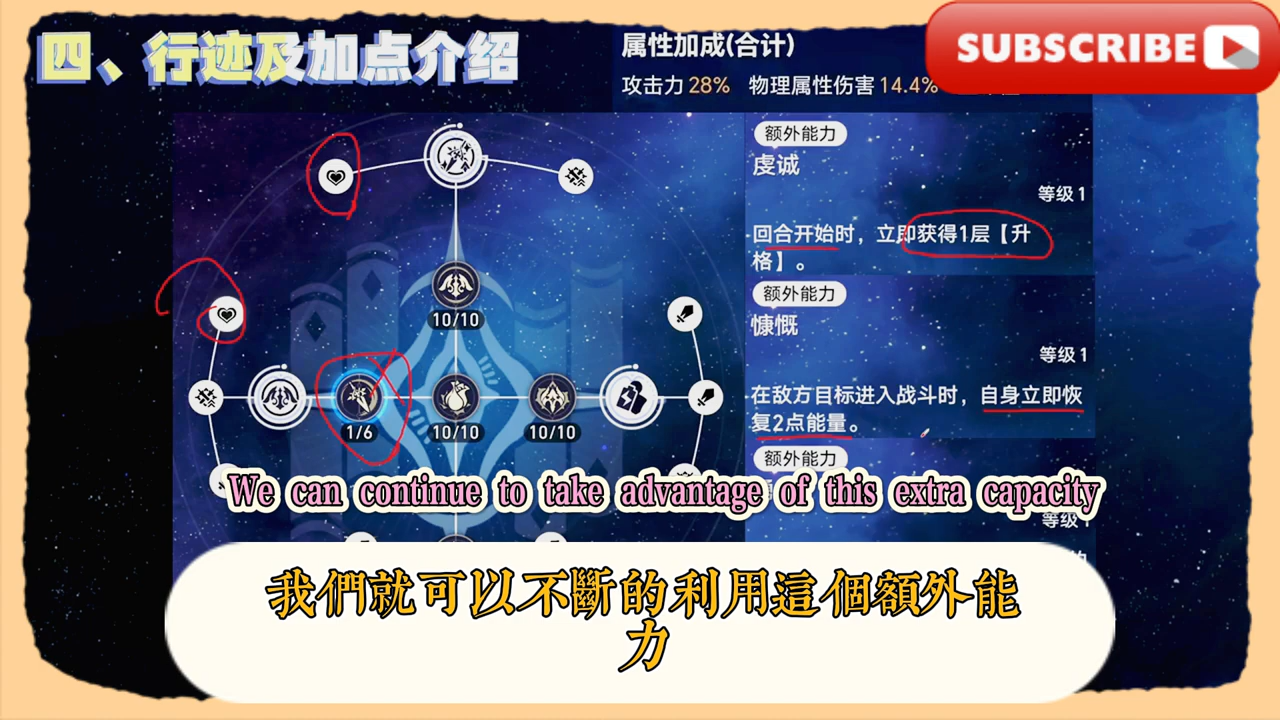 四、行迹及加点介绍
属性加成(合计)
攻击力 28% 物理属性伤害 14.4%
SUBSCRIBE
额外能力
虔诚
等级 1
回合开始时，立即获得1层【升
格】。
额外能力
慷慨
等级 1
在敌方目标进入战斗时，自身立即恢
复2点能量。
额外能力
等级 1
10/10
1/6
10/10
10/10
We can continue to take advantage of this extra capacity
我們就可以不斷的利用這個額外能
力